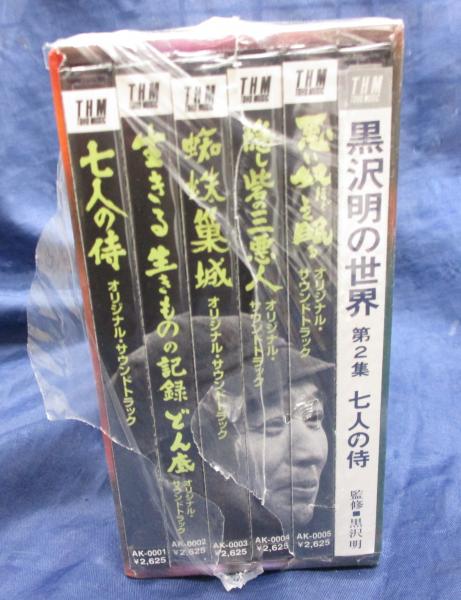 THM
TOHO MUSIC
七人の侍
オリジナル・サウンドトラック
AK-0001
¥2,625
THM
TOHO MUSIC
生きる 生きものの記録 どん底
オリジナル・サウンドトラック
AK-0002
¥2,625
THM
TOHO MUSIC
蜘蛛巣城
オリジナル・サウンドトラック
AK-0003
¥2,625
THM
TOHO MUSIC
隠し砦の三悪人
オリジナル・
サウンドトラック
AK-0004
¥2,625
THM
TOHO MUSIC
悪い奴ほどよく眠る
オリジナル・
サウンドトラック
AK-0005
¥2,625
THM
TOHO MUSIC
黒沢明の世界 第2集 七人の侍
監修■黒沢 明